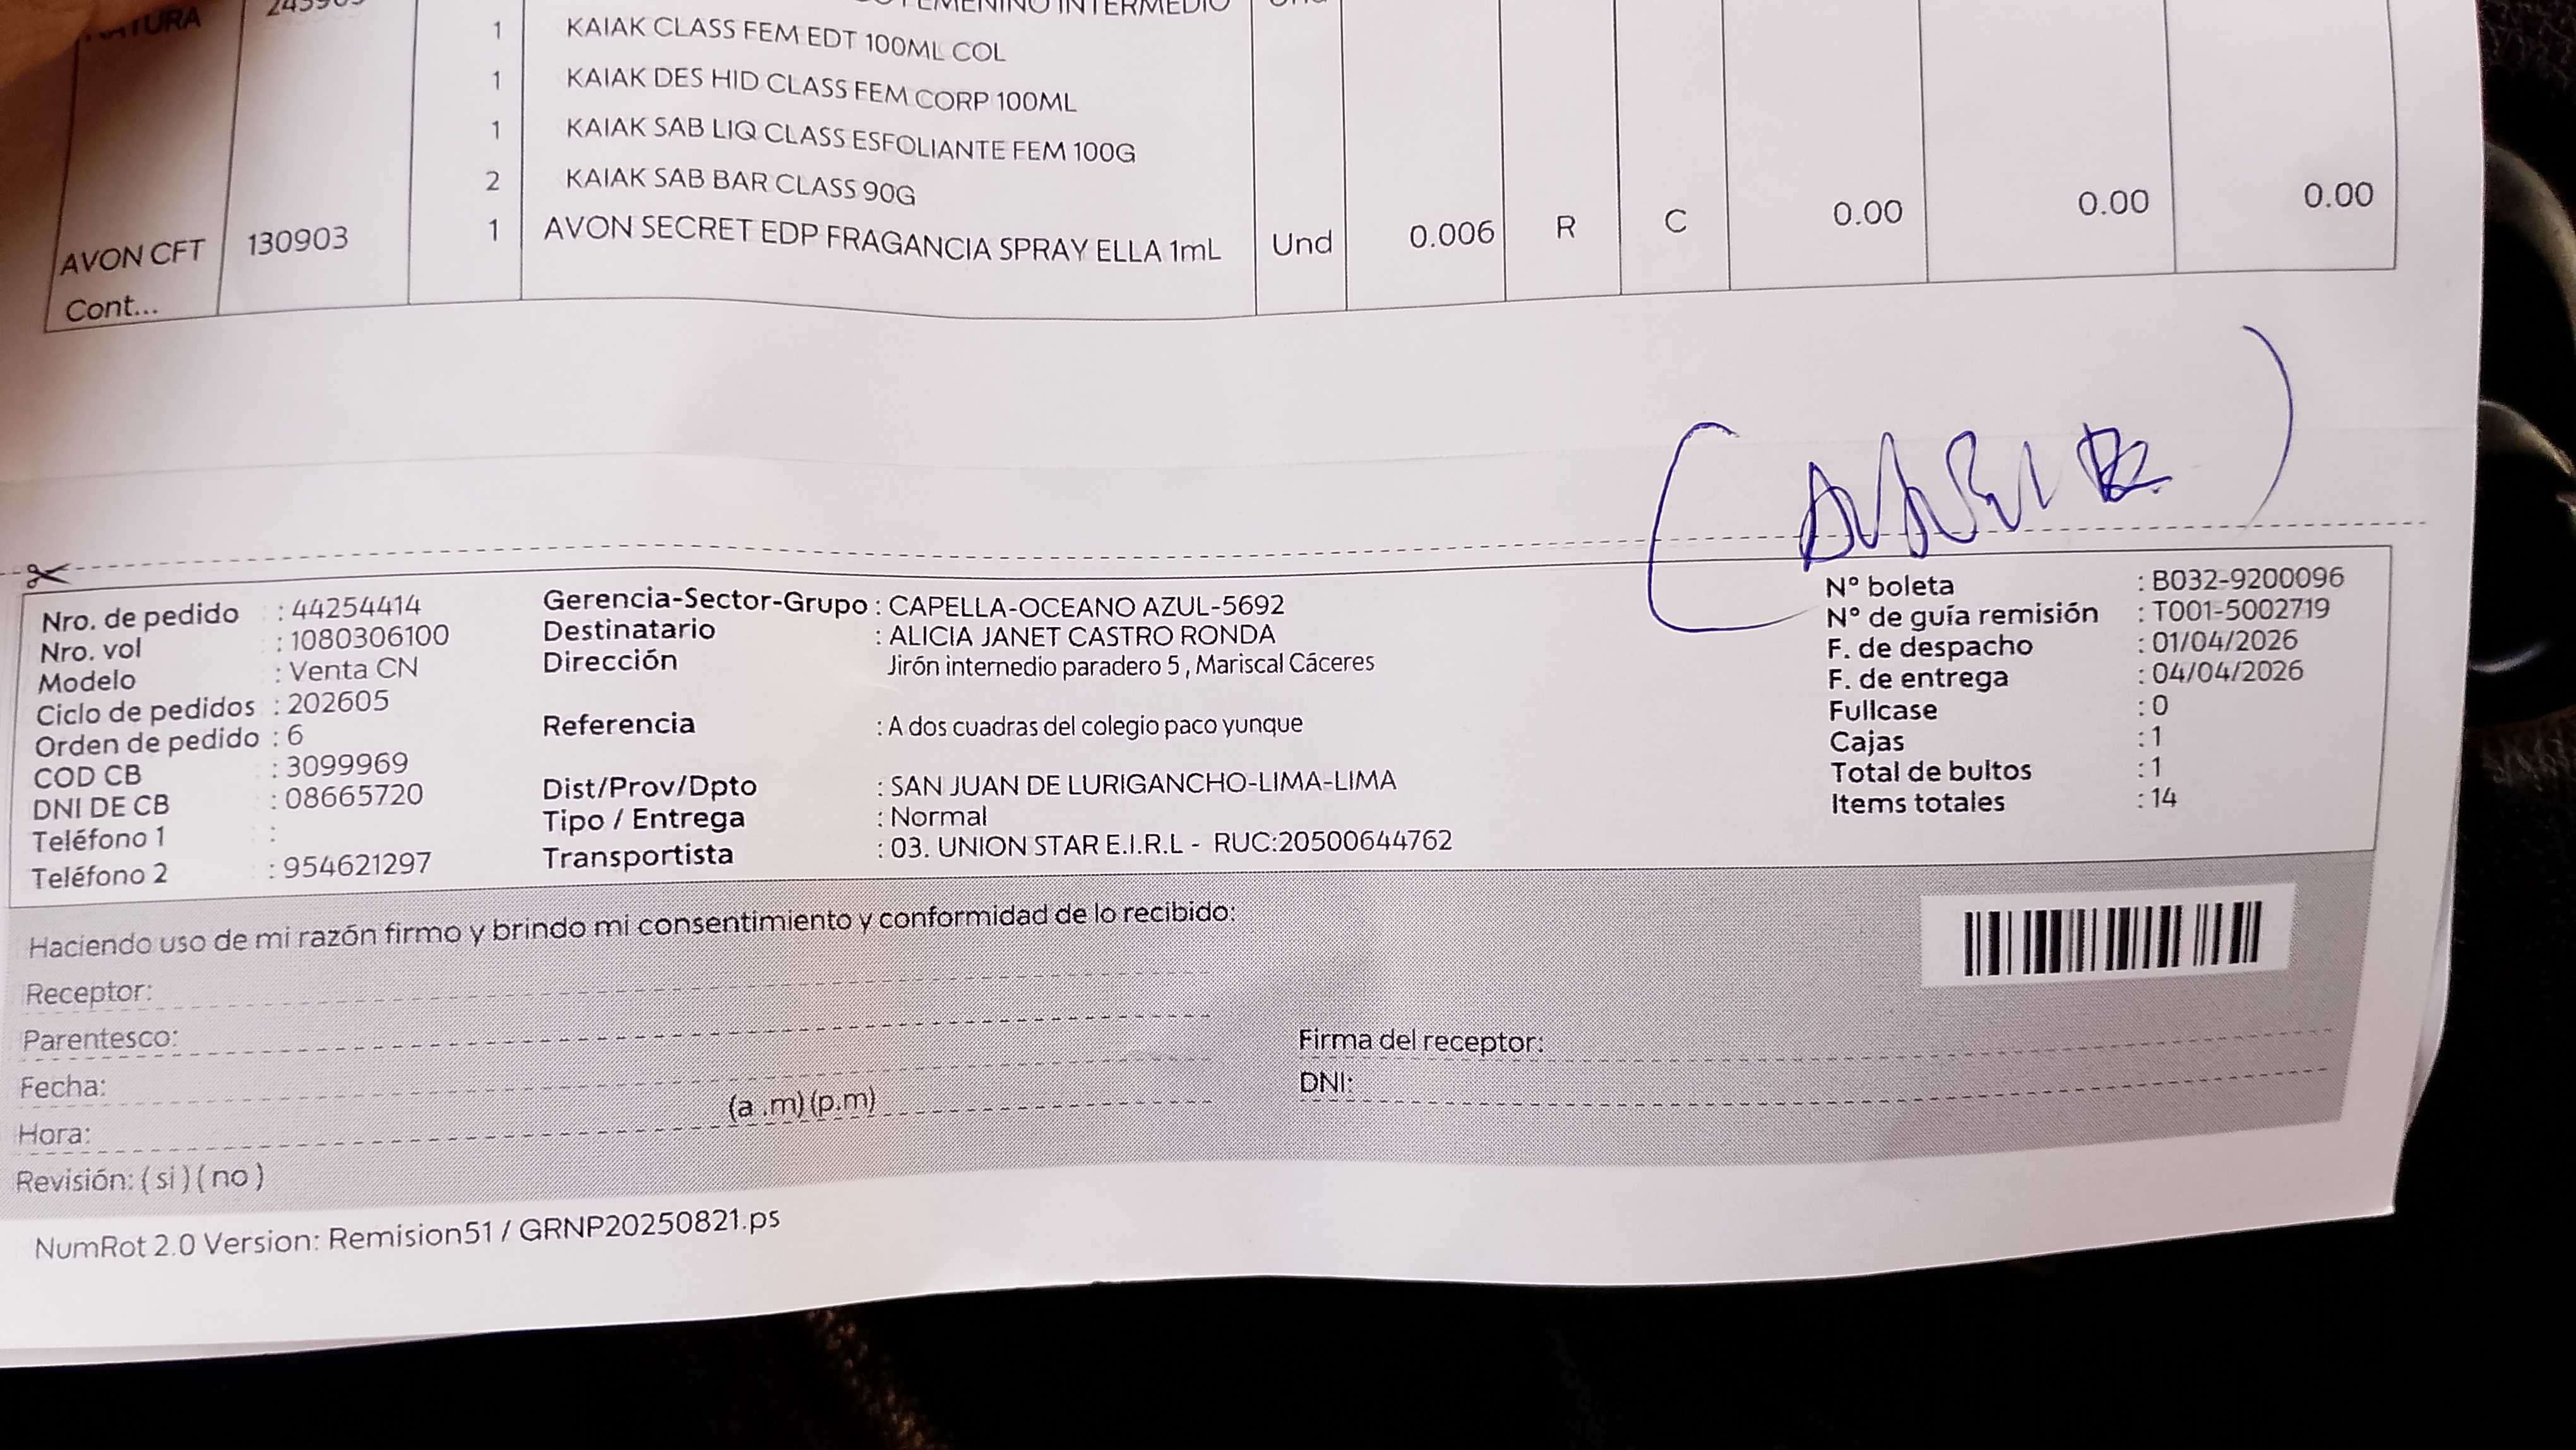 INTERMEDIO
1 KAIAK CLASS FEM EDT 100ML COL
1 KAIAK DES HID CLASS FEM CORP 100ML
1 KAIAK SAB LIQ CLASS ESFOLIANTE FEM 100G
2 KAIAK SAB BAR CLASS 90G
AVON CFT 130903 1 AVON SECRET EDP FRAGANCIA SPRAY ELLA 1mL Und 0.006 R C 0.00 0.00 0.00
Cont...
Nro. de pedido : 44254414
Nro. vol : 1080306100
Modelo : Venta CN
Ciclo de pedidos : 202605
Orden de pedido : 6
COD CB : 3099969
DNI DE CB : 08665720
Teléfono 1 :
Teléfono 2 : 954621297
Gerencia-Sector-Grupo : CAPELLA-OCEANO AZUL-5692
Destinatario : ALICIA JANET CASTRO RONDA
Dirección Jirón internedio paradero 5 , Mariscal Cáceres
Referencia : A dos cuadras del colegio paco yunque
Dist/Prov/Dpto : SAN JUAN DE LURIGANCHO-LIMA-LIMA
Tipo / Entrega : Normal
Transportista : 03. UNION STAR E.I.R.L - RUC:20500644762
N° boleta : B032-9200096
N° de guía remisión : T001-5002719
F. de despacho : 01/04/2026
F. de entrega : 04/04/2026
Fullcase : 0
Cajas : 1
Total de bultos : 1
Items totales : 14
Haciendo uso de mi razón firmo y brindo mi consentimiento y conformidad de lo recibido:
Receptor:
Parentesco:
Fecha:
Hora: (a .m) (p.m)
Revisión: ( si ) ( no )
Firma del receptor:
DNI:
NumRot 2.0 Version: Remision51 / GRNP20250821.ps